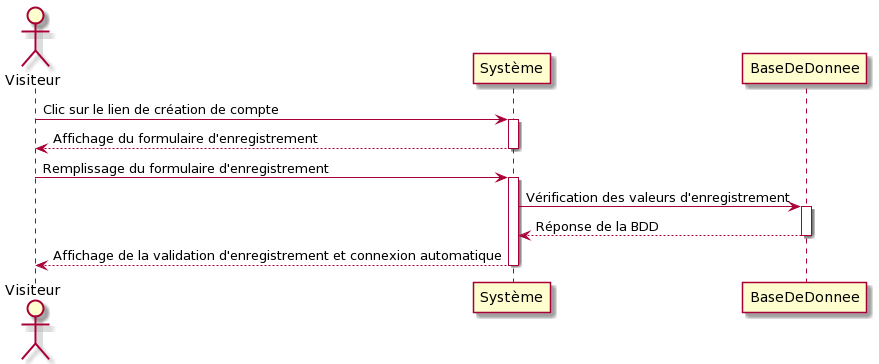 Visiteur
Système
BaseDeDonnee
Clic sur le lien de création de compte
Affichage du formulaire d'enregistrement
Remplissage du formulaire d'enregistrement
Vérification des valeurs d'enregistrement
Réponse de la BDD
Affichage de la validation d'enregistrement et connexion automatique
Visiteur
Système
BaseDeDonnee